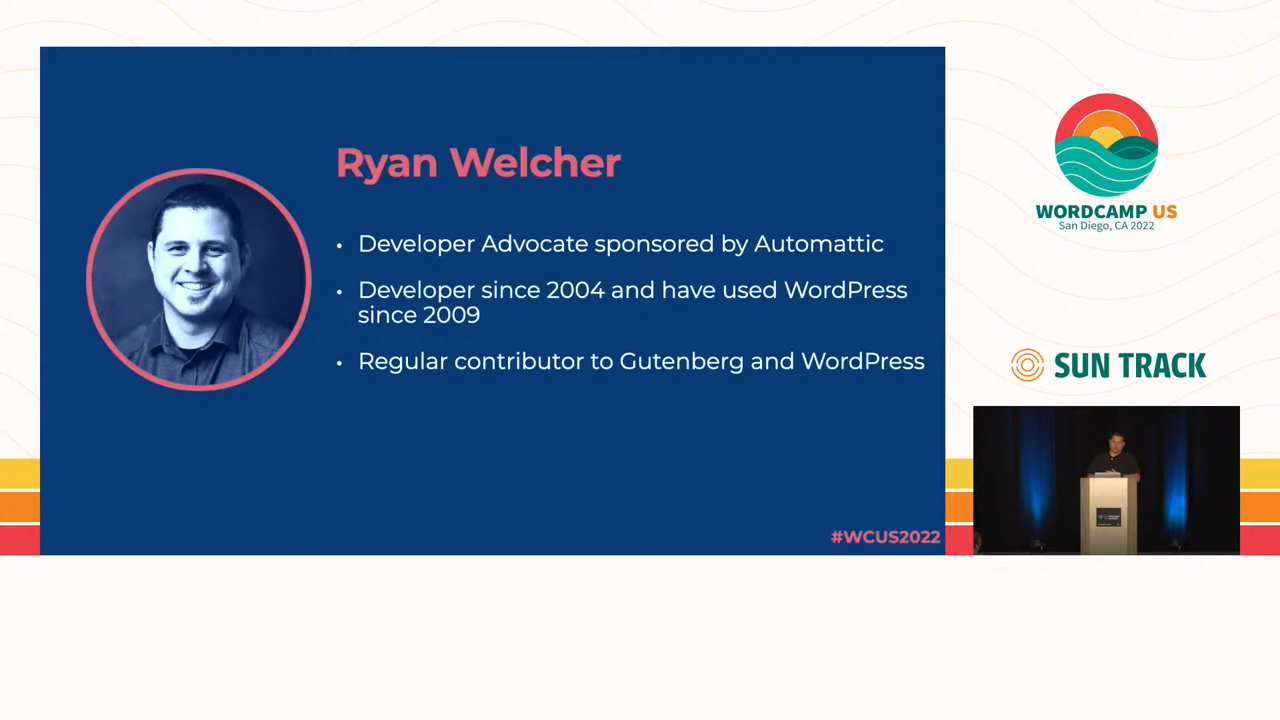 Ryan Welcher
• Developer Advocate sponsored by Automattic
• Developer since 2004 and have used WordPress
since 2009
• Regular contributor to Gutenberg and WordPress
#WCUS2022
WORDCAMP US
San Diego, CA 2022
SUN TRACK